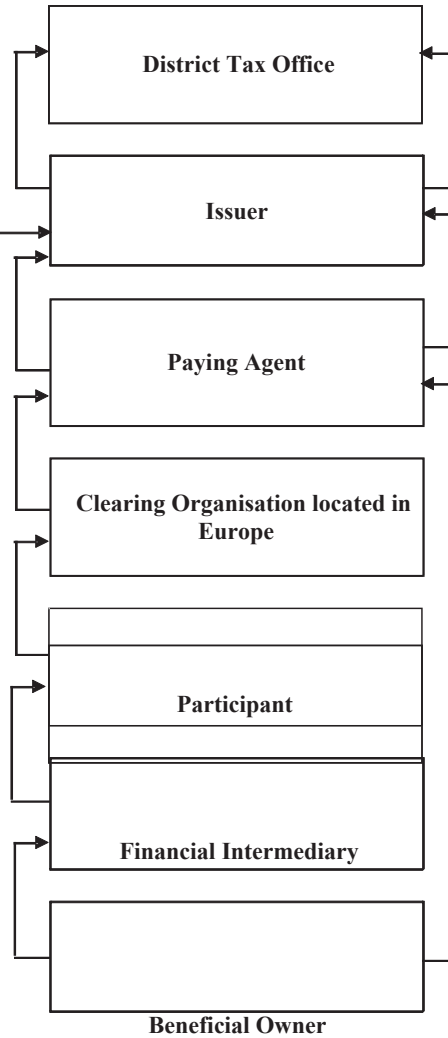 District Tax Office
Issuer
Paying Agent
Clearing Organisation located in
Europe
Participant
Financial Intermediary
Beneficial Owner